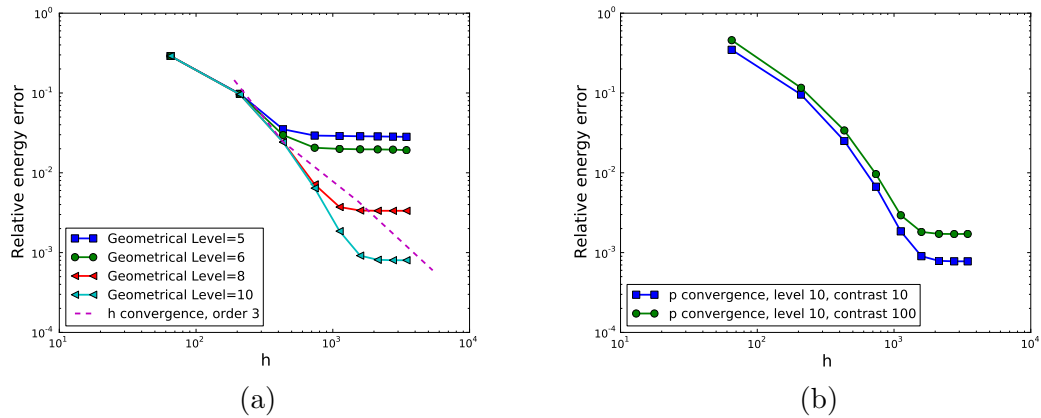 10^0
10^-1
10^-2
10^-3
10^-4
Relative energy error
Geometrical Level=5
Geometrical Level=6
Geometrical Level=8
Geometrical Level=10
h convergence, order 3
10^1
10^2
10^3
10^4
h
(a)
10^0
10^-1
10^-2
10^-3
10^-4
Relative energy error
p convergence, level 10, contrast 10
p convergence, level 10, contrast 100
10^1
10^2
10^3
10^4
h
(b)